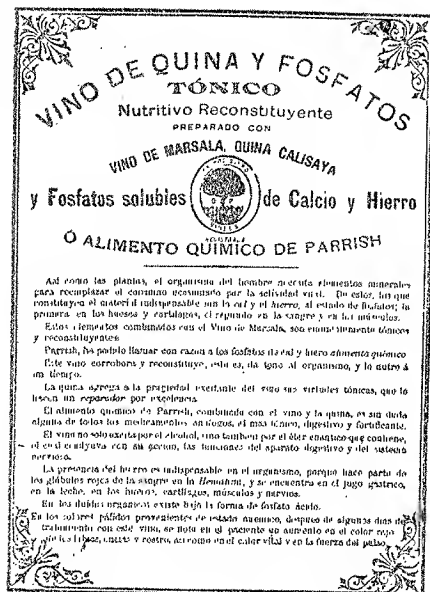 VINO DE QUINA Y FOSFATOS
TÓNICO
Nutritivo Reconstituyente
PREPARADO CON
VINO DE MARSALA, QUINA CALISAYA
y Fosfatos solubles de Calcio y Hierro
Ó ALIMENTO QUIMICO DE PARRISH
Así como las plantas, el organismo del hombre necesita elementos minerales
para reemplazar el consumo ocasionado por la actividad vital. De estos, los que
constituyen el material indispensable son la cal y el hierro, al estado de fosfatos; la
primera en los huesos y cartílagos, el segundo en la sangre y en los músculos.
Estos elementos combinados con el Vino de Marsala, son eminentemente tónicos
y reconstituyentes
Parrish, ha podido llamar con razón a los fosfatos de cal y hierro alimento químico
Este vino corrobora y reconstituye, esto es, da tono al organismo, y lo nutre á
un tiempo.
La quina agrega á la propiedad excitante del vino sus virtudes tónicas, que lo
hacen un reparador por excelencia.
El alimento químico de Parrish, combinado con el vino y la quina, es sin duda
alguna de todos los medicamentos análogos, el mas tónico, digestivo y fortificante.
El vino no solo excita por el alcohol, sino tambien por el éter enantico que contiene,
el cual coadyuva con su accion, las funciones del aparato digestivo y del sistema
nervioso.
La presencia del hierro es indispensable en el organismo, porque hace parte de
los glóbulos rojos de la sangre en la Hematina, y se encuentra en el jugo gástrico,
en la leche, en los huesos, cartílagos, músculos y nervios.
En los fluidos orgánicos existe bajo la forma de fosfato ácido.
En los colores pálidos provenientes de estado anémico, despues de algunos dias de
tratamiento con este vino, se nota en el paciente un aumento en el color rojo
de los labios, encías y rostro, así como en el calor vital y en la fuerza del pulso.